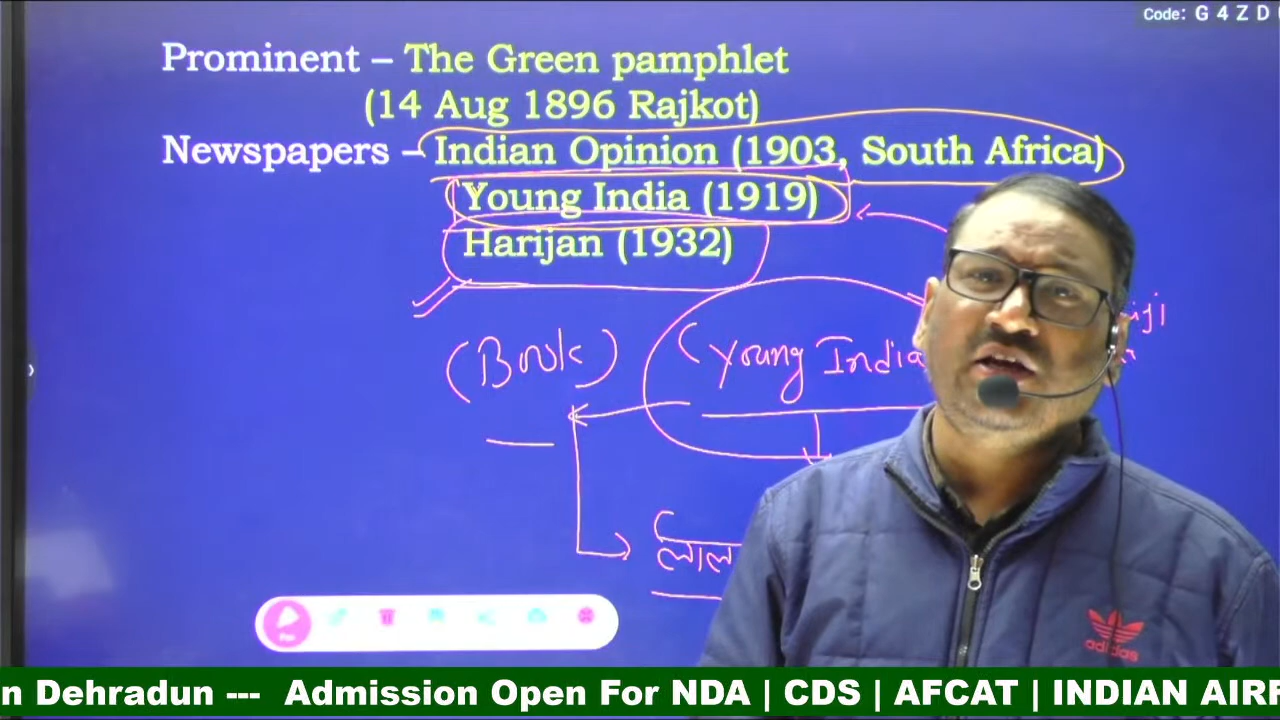 Code: G 4 Z D
Prominent – The Green pamphlet
(14 Aug 1896 Rajkot)
Newspapers – Indian Opinion (1903, South Africa)
Young India (1919)
Harijan (1932)
(Book)
(Young India
लाल
adidas
n Dehradun --- Admission Open For NDA | CDS | AFCAT | INDIAN AIRF